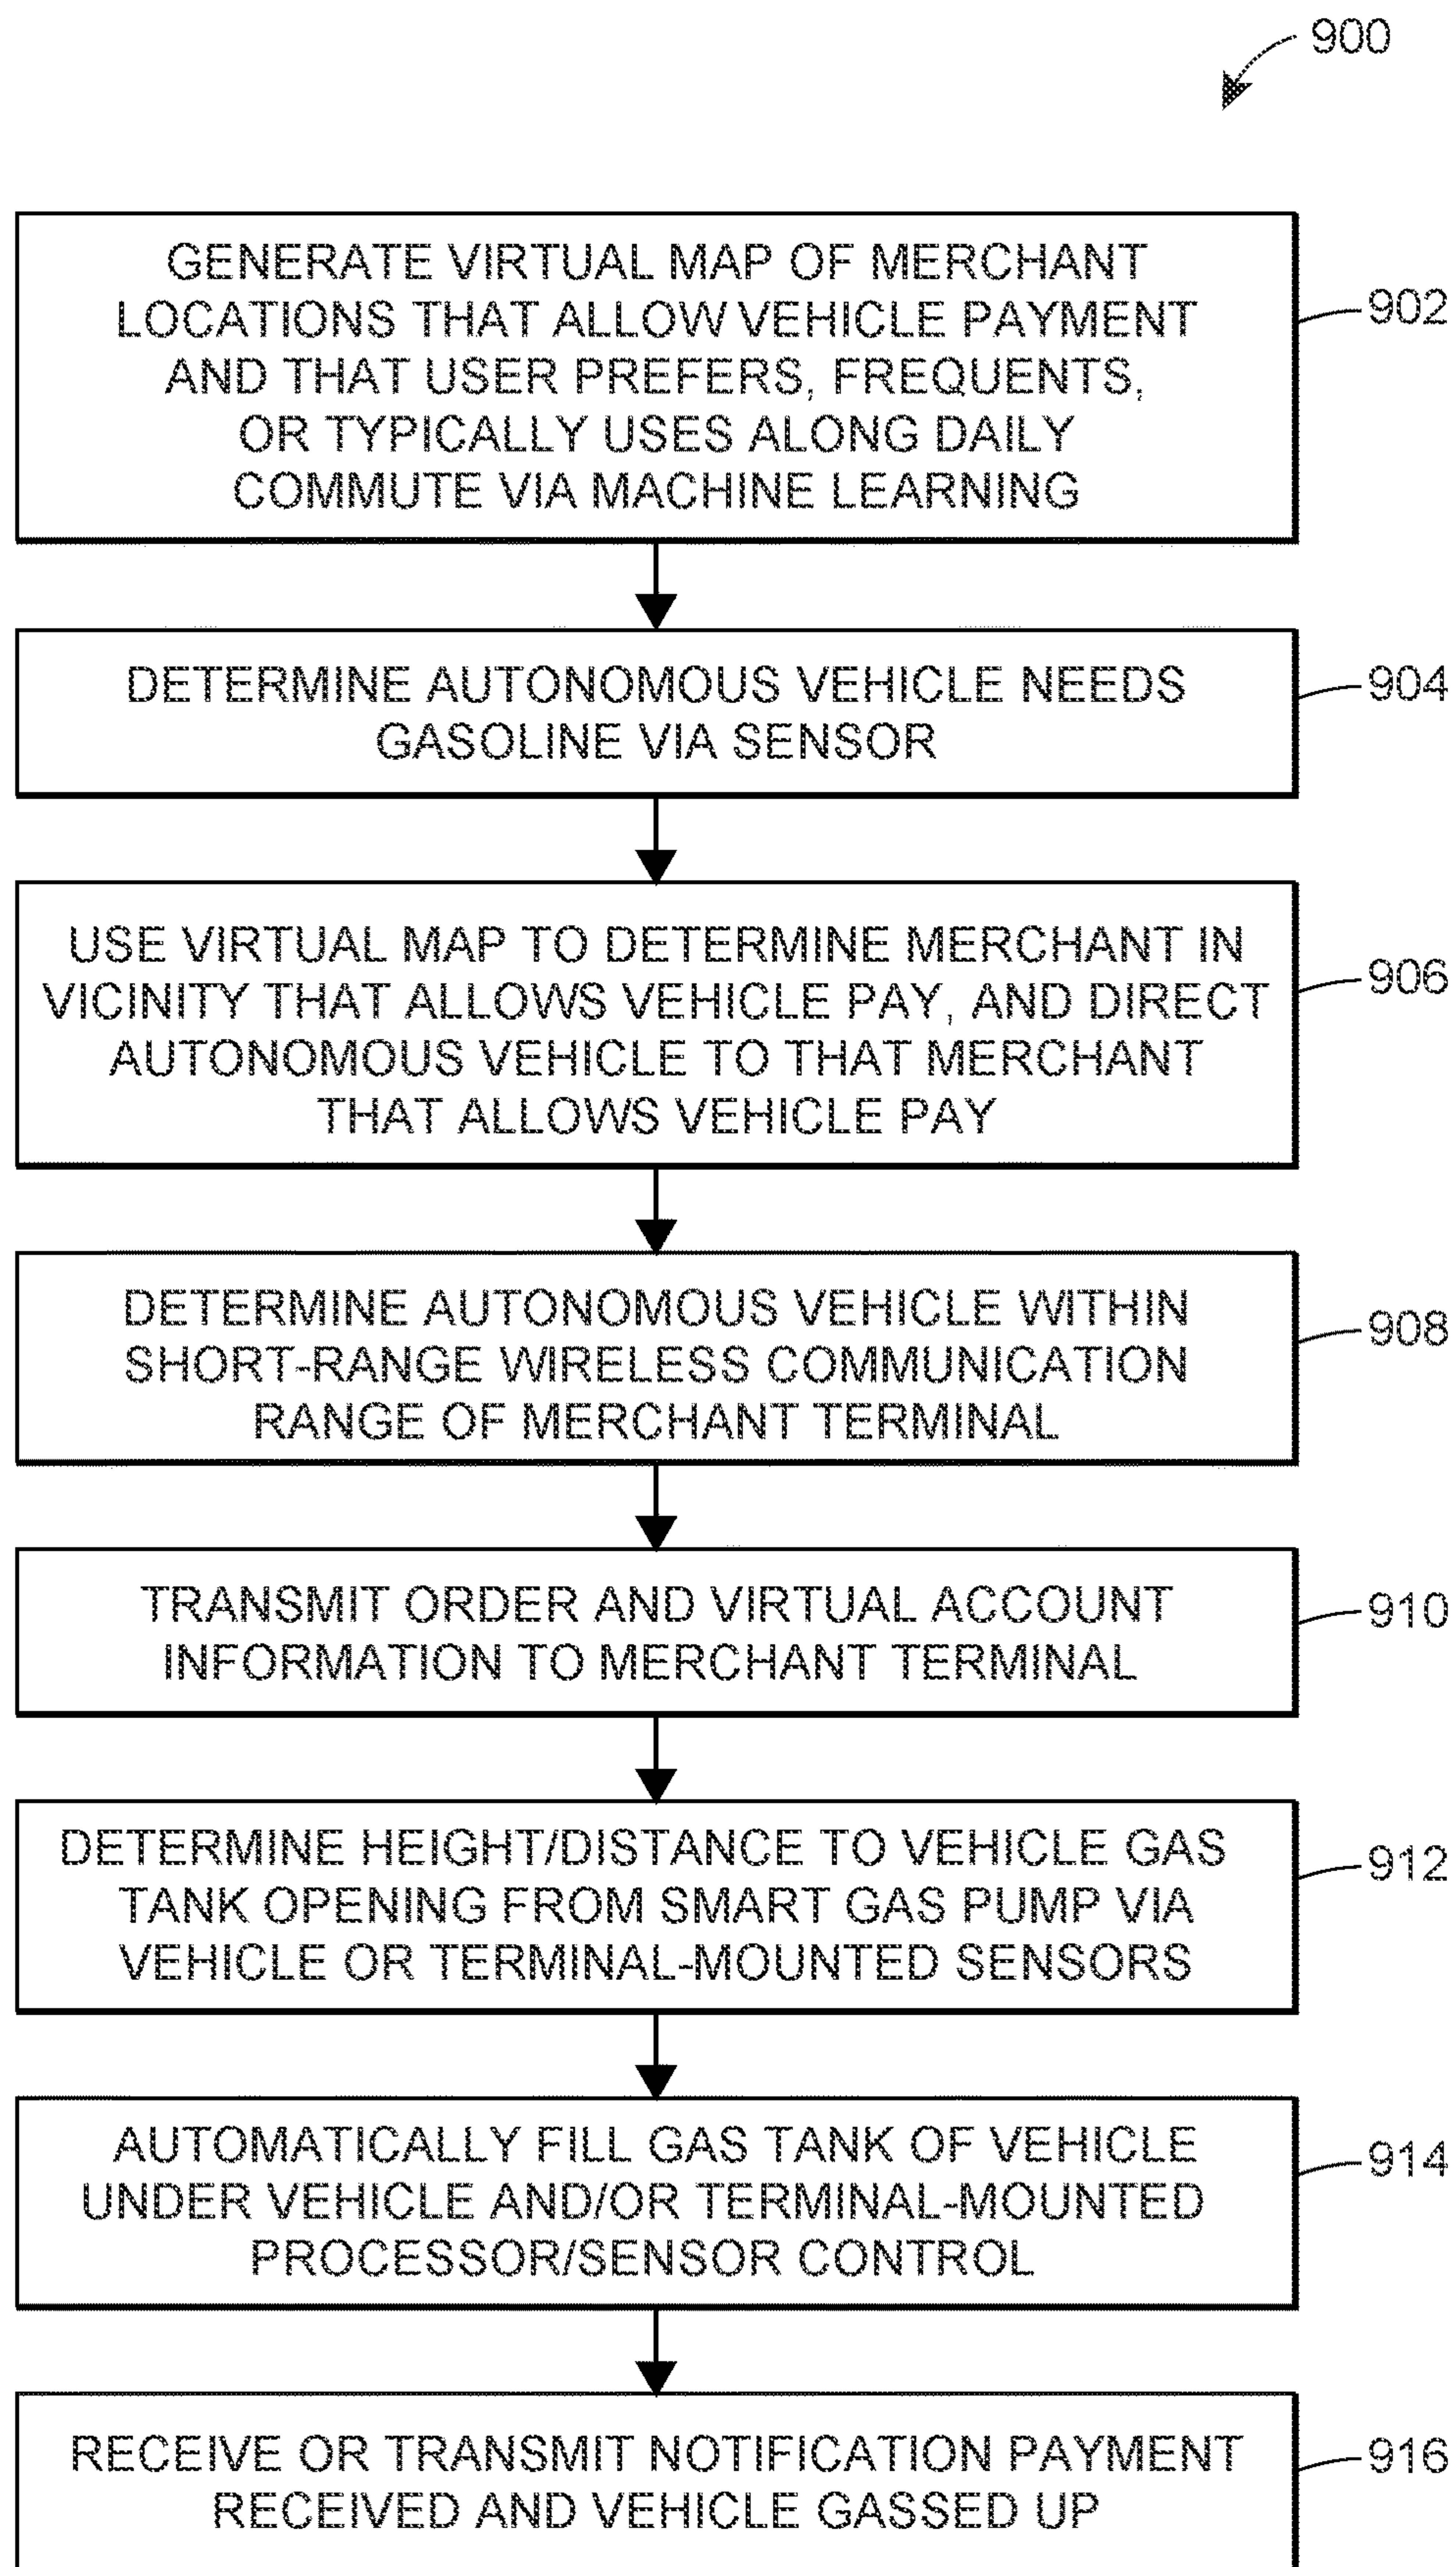 900
GENERATE VIRTUAL MAP OF MERCHANT
LOCATIONS THAT ALLOW VEHICLE PAYMENT
AND THAT USER PREFERS, FREQUENTS,
OR TYPICALLY USES ALONG DAILY
COMMUTE VIA MACHINE LEARNING
902
DETERMINE AUTONOMOUS VEHICLE NEEDS
GASOLINE VIA SENSOR
904
USE VIRTUAL MAP TO DETERMINE MERCHANT IN
VICINITY THAT ALLOWS VEHICLE PAY, AND DIRECT
AUTONOMOUS VEHICLE TO THAT MERCHANT
THAT ALLOWS VEHICLE PAY
906
DETERMINE AUTONOMOUS VEHICLE WITHIN
SHORT-RANGE WIRELESS COMMUNICATION
RANGE OF MERCHANT TERMINAL
908
TRANSMIT ORDER AND VIRTUAL ACCOUNT
INFORMATION TO MERCHANT TERMINAL
910
DETERMINE HEIGHT/DISTANCE TO VEHICLE GAS
TANK OPENING FROM SMART GAS PUMP VIA
VEHICLE OR TERMINAL-MOUNTED SENSORS
912
AUTOMATICALLY FILL GAS TANK OF VEHICLE
UNDER VEHICLE AND/OR TERMINAL-MOUNTED
PROCESSOR/SENSOR CONTROL
914
RECEIVE OR TRANSMIT NOTIFICATION PAYMENT
RECEIVED AND VEHICLE GASSED UP
916